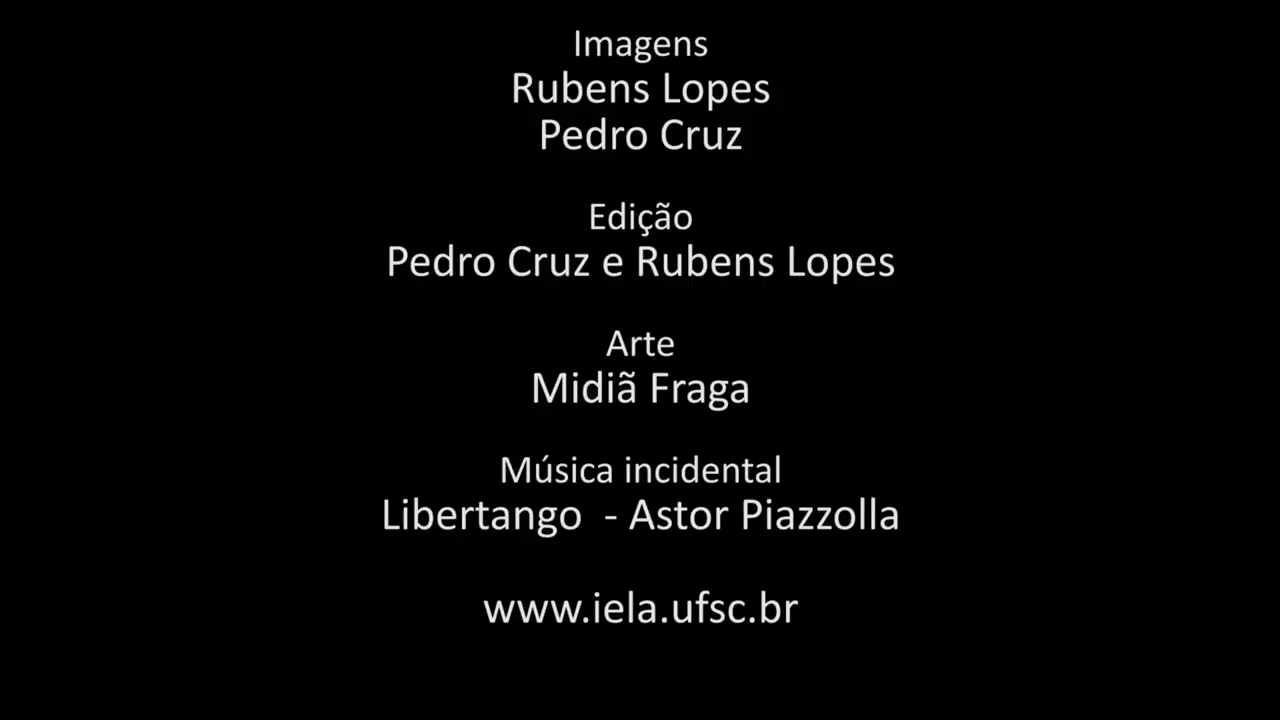 Imagens
Rubens Lopes
Pedro Cruz
Edição
Pedro Cruz e Rubens Lopes
Arte
Midiã Fraga
Música incidental
Libertango  - Astor Piazzolla
www.iela.ufsc.br